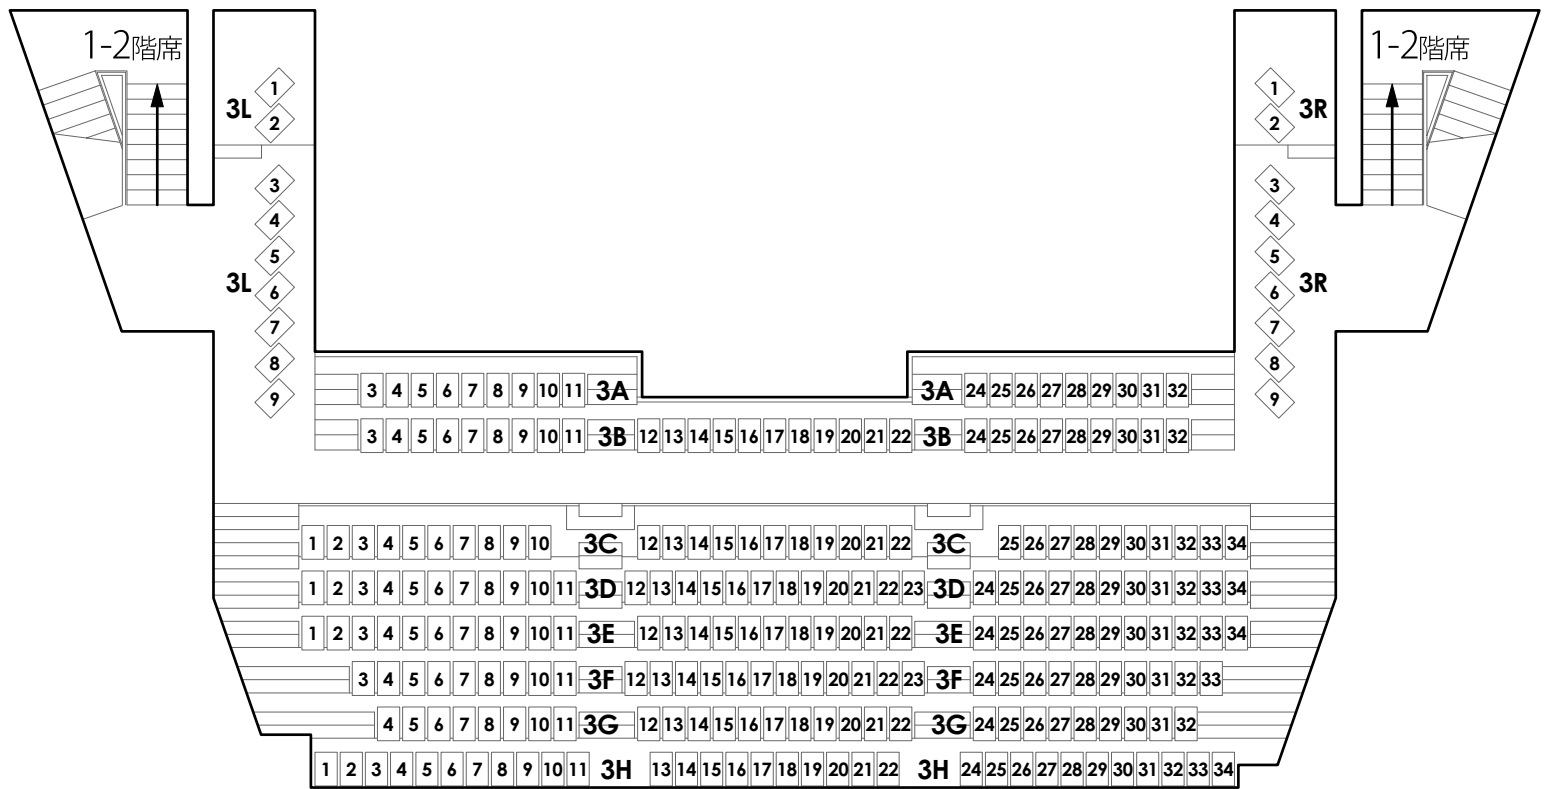 1-2階席 1-2階席
3L 1 1 3R
2 2
3 3
4 4
5 5
3L 6 6 3R
7 7
8 8
9 9
3 4 5 6 7 8 9 10 11 3A 3A 24 25 26 27 28 29 30 31 32
3 4 5 6 7 8 9 10 11 3B 12 13 14 15 16 17 18 19 20 21 22 3B 24 25 26 27 28 29 30 31 32
1 2 3 4 5 6 7 8 9 10 3C 12 13 14 15 16 17 18 19 20 21 22 3C 25 26 27 28 29 30 31 32 33 34
1 2 3 4 5 6 7 8 9 10 11 3D 12 13 14 15 16 17 18 19 20 21 22 23 3D 24 25 26 27 28 29 30 31 32 33 34
1 2 3 4 5 6 7 8 9 10 11 3E 12 13 14 15 16 17 18 19 20 21 22 3E 24 25 26 27 28 29 30 31 32 33 34
3 4 5 6 7 8 9 10 11 3F 12 13 14 15 16 17 18 19 20 21 22 23 3F 24 25 26 27 28 29 30 31 32 33
4 5 6 7 8 9 10 11 3G 12 13 14 15 16 17 18 19 20 21 22 3G 24 25 26 27 28 29 30 31 32
1 2 3 4 5 6 7 8 9 10 11 3H 13 14 15 16 17 18 19 20 21 22 3H 24 25 26 27 28 29 30 31 32 33 34